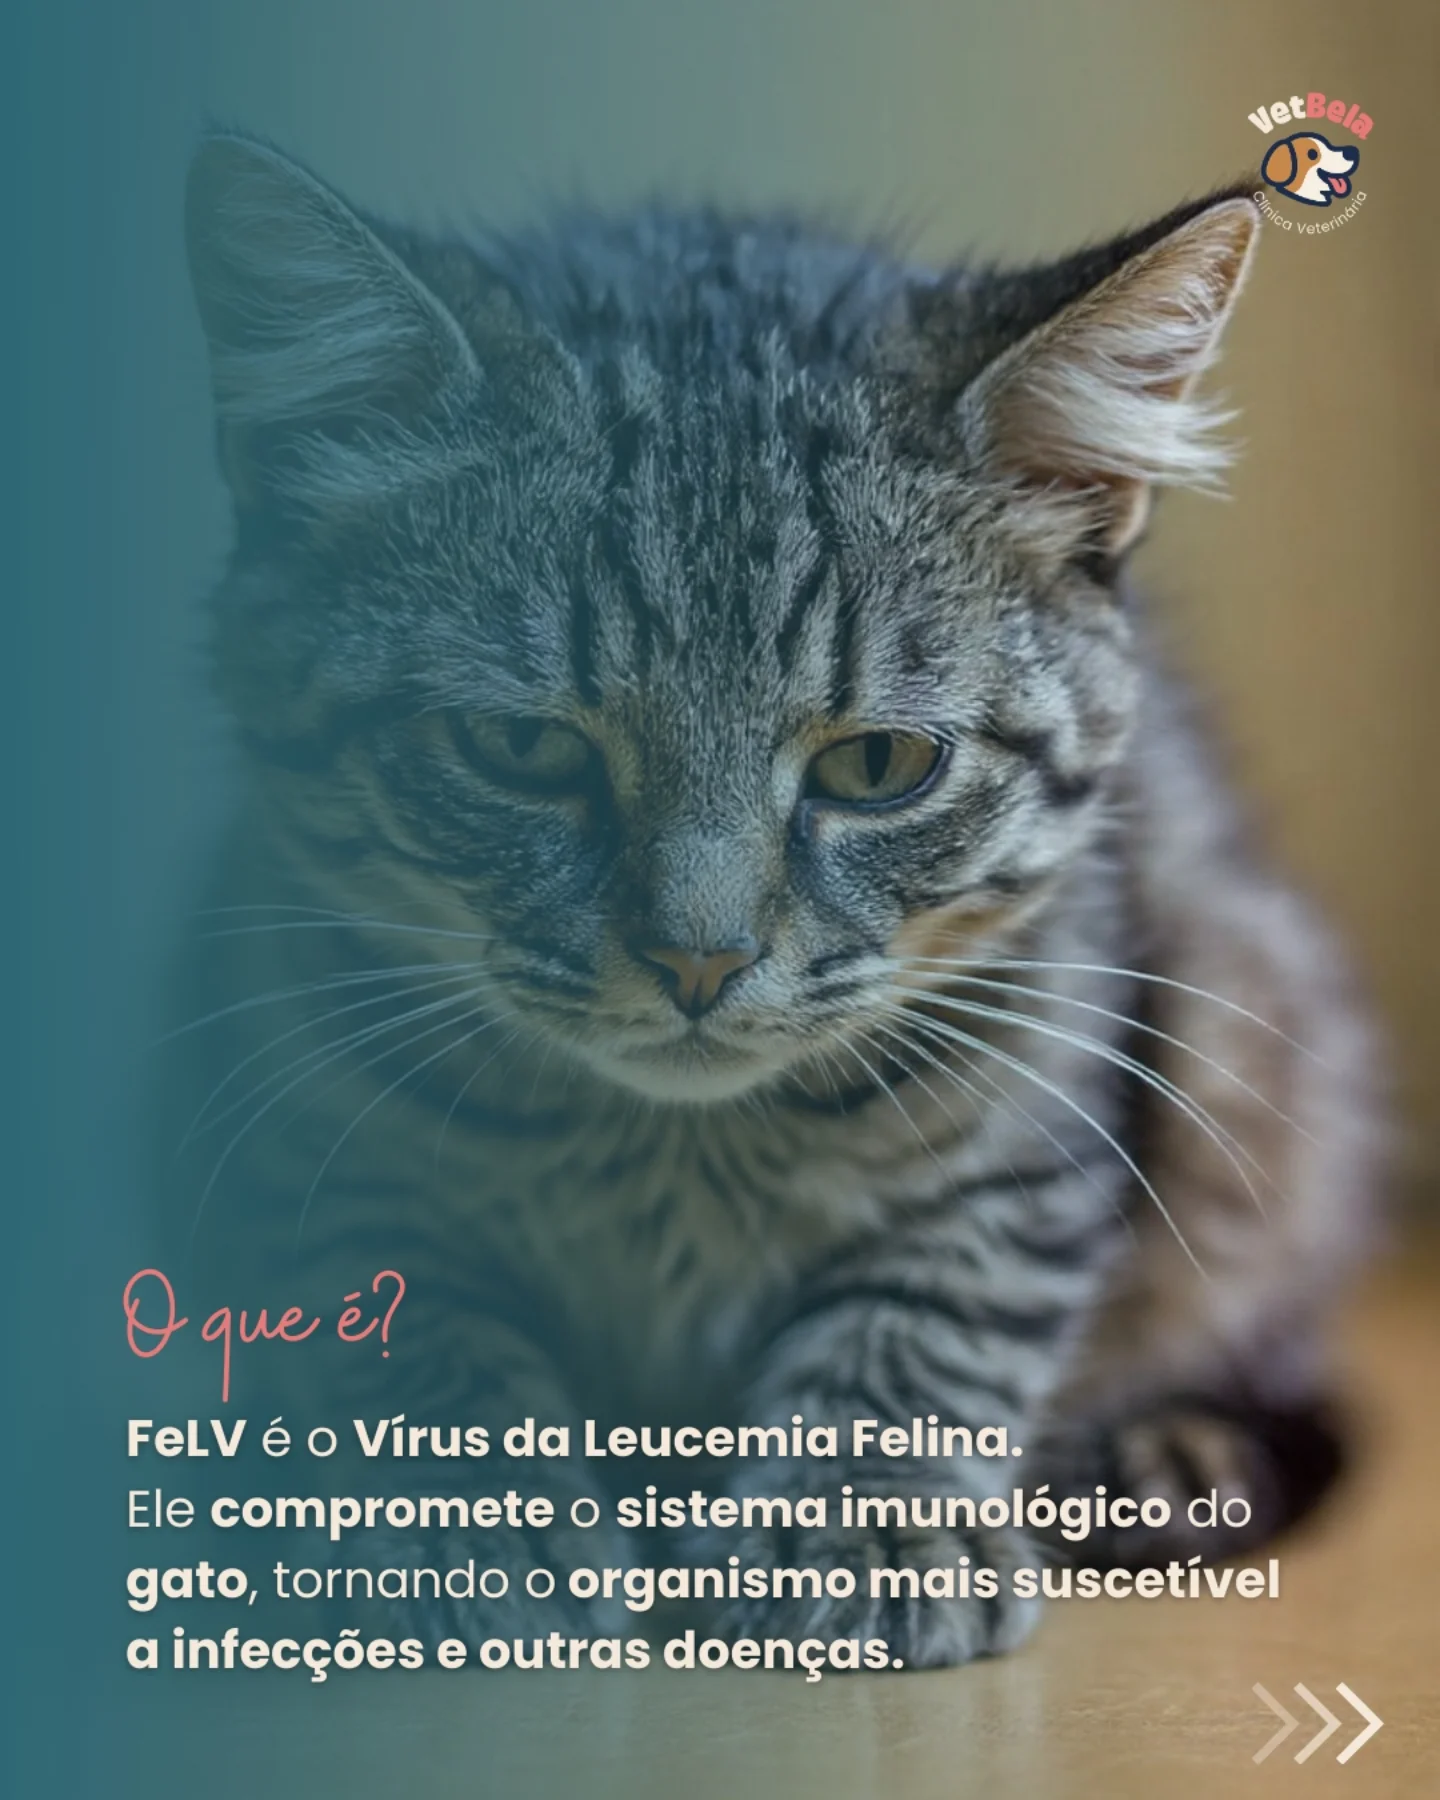 VetBela
Clínica Veterinária
O que é?
FeLV é o Vírus da Leucemia Felina.
Ele compromete o sistema imunológico do
gato, tornando o organismo mais suscetível
a infecções e outras doenças.